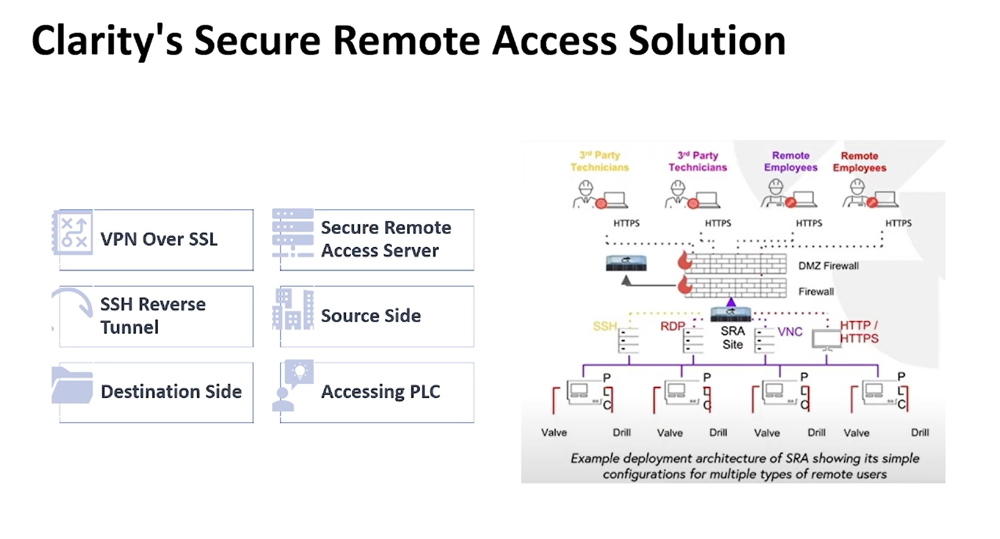 Clarity's Secure Remote Access Solution
VPN Over SSL
Secure Remote
Access Server
SSH Reverse
Tunnel
Source Side
Destination Side
Accessing PLC
3rd Party
Technicians
3rd Party
Technicians
Remote
Employees
Remote
Employees
HTTPS
HTTPS
HTTPS
HTTPS
DMZ Firewall
Firewall
SSH
RDP
SRA
Site
VNC
HTTP /
HTTPS
P
L
C
P
L
C
P
L
C
P
L
C
Valve
Drill
Valve
Drill
Valve
Drill
Valve
Drill
Example deployment architecture of SRA showing its simple
configurations for multiple types of remote users